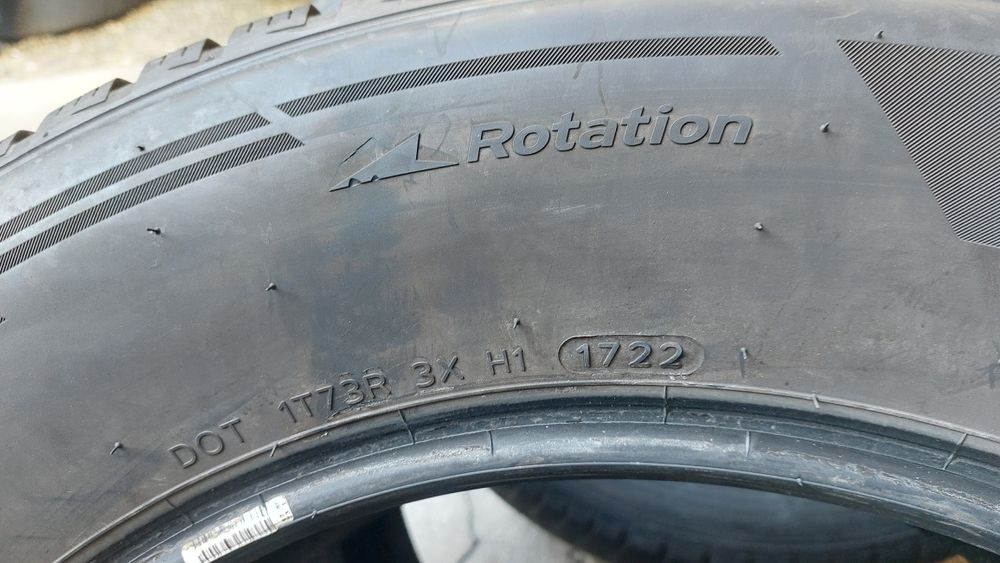 Rotation
DOT 1T73R 3X H1 1722